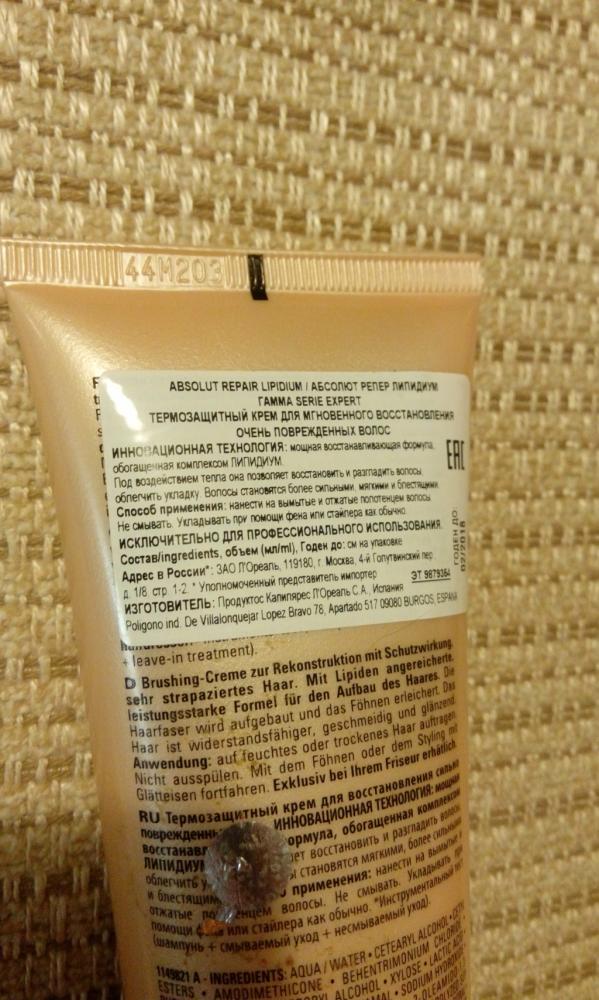 44M203
ABSOLUT REPAIR LIPIDIUM / АБСОЛЮТ РЕПЕР ЛИПИДИУМ
ГАММА SERIE EXPERT
ТЕРМОЗАЩИТНЫЙ КРЕМ ДЛЯ МГНОВЕННОГО ВОССТАНОВЛЕНИЯ
ОЧЕНЬ ПОВРЕЖДЕННЫХ ВОЛОС
ИННОВАЦИОННАЯ ТЕХНОЛОГИЯ: мощная восстанавливающая формула,
обогащенная комплексом ЛИПИДИУМ.
Под воздействием тепла она позволяет восстановить и разгладить волосы,
облегчить укладку. Волосы становятся более сильными, мягкими и блестящими.
Способ применения: нанести на вымытые и отжатые полотенцем волосы.
Не смывать. Укладывать при помощи фена или стайлера как обычно.
ИСКЛЮЧИТЕЛЬНО ДЛЯ ПРОФЕССИОНАЛЬНОГО ИСПОЛЬЗОВАНИЯ.
Состав/ingredients, объем (мл/ml), Годен до: см на упаковке
Адрес в России*: ЗАО Л'Ореаль, 119180, г. Москва, 4-й Голутвинский пер.,
д. 1/8 стр. 1-2. * Уполномоченный представитель импортер
ИЗГОТОВИТЕЛЬ: Продуктос Капилярес Л'Ореаль С.А., Испания
Poligono ind. De Villalonquejar Lopez Bravo 78, Apartado 517 09080 BURGOS, ESPANA
EAC
ГОДЕН ДО:
02/2018
ЭТ 9879364
+ leave-in treatment).
D Brushing-Creme zur Rekonstruktion mit Schutzwirkung,
sehr strapaziertes Haar. Mit Lipiden angereicherte,
leistungsstarke Formel für den Aufbau des Haares. Die
Haarfaser wird aufgebaut und das Föhnen erleichert. Das
Haar ist widerstandsfähiger, geschmeidig und glänzend.
Anwendung: auf feuchtes oder trockenes Haar auftragen.
Nicht ausspülen. Mit dem Föhnen oder dem Styling mit
Glätteisen fortfahren. Exklusiv bei Ihrem Friseur erhältlich.
RU Термозащитный крем для восстановления сильно
ИННОВАЦИОННАЯ ТЕХНОЛОГИЯ: мощная
формула, обогащенная комплексом
восстановить и разгладить волосы,
облегчить становятся мягкими, более сильными
и блестящими. применения: нанести на вымытые и
отжатые волосы. Не смывать. Укладывать при
помощи или стайлера как обычно. *Инструментальный тест
(шампунь + смываемый уход + несмываемый уход).
1149821 A - INGREDIENTS: AQUA / WATER • CETEARYL ALCOHOL •
ESTERS • AMODIMETHICONE • BEHENTRIMONIUM CHLORIDE •
ALCOHOL • XYLOSE • LACTIC
• SODIUM HYDROXIDE